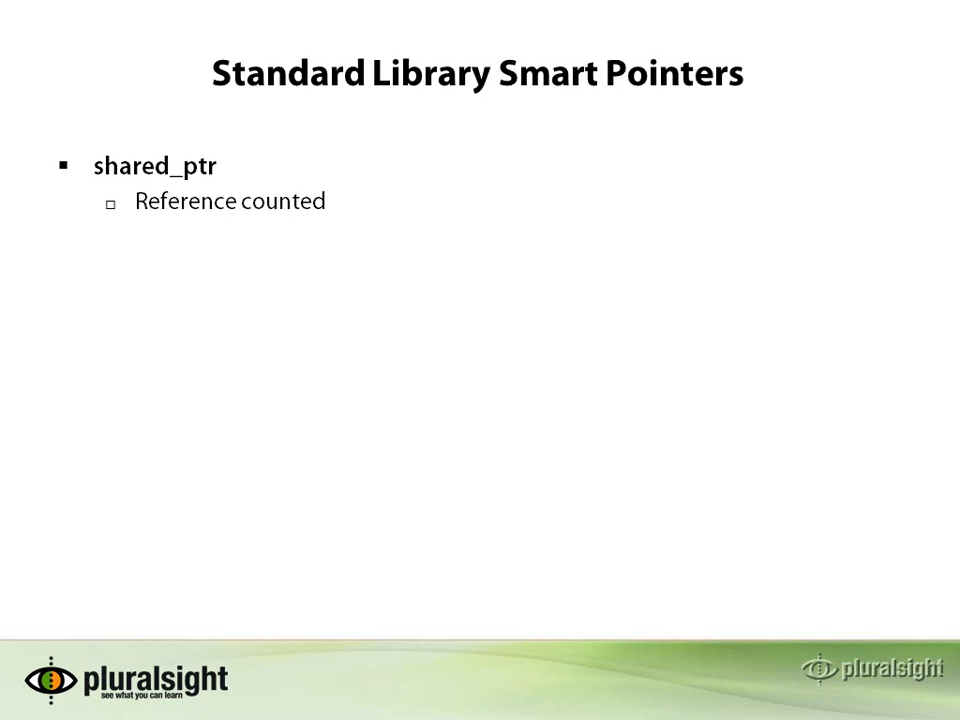 Standard Library Smart Pointers
shared_ptr
Reference counted
pluralsight
see what you can learn
pluralsight